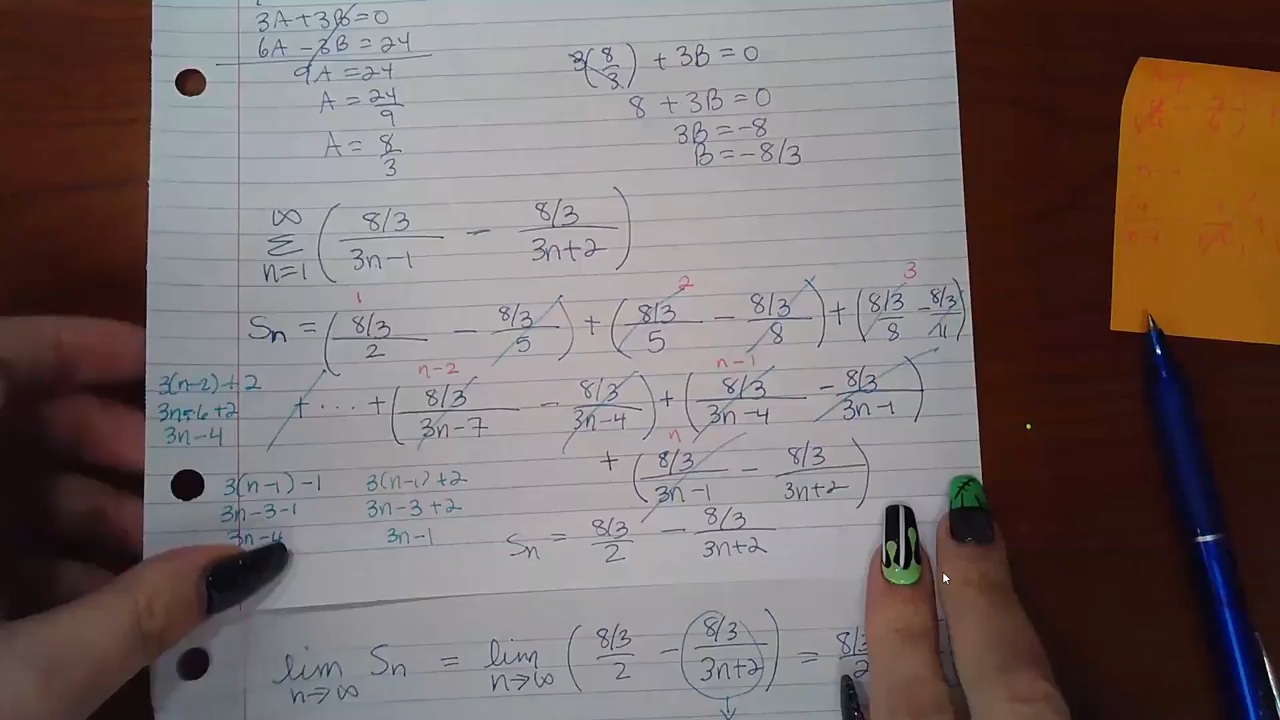 3A+3B=0
6A-3B=24
9A=24
A=24/9
A=8/3
3(8/3)+3B=0
8+3B=0
3B=-8
B=-8/3
∞
Σ ( 8/3 / 3n-1 - 8/3 / 3n+2 )
n=1
1 2 3
Sn = ( 8/3 / 2 - 8/3 / 5 ) + ( 8/3 / 5 - 8/3 / 8 ) + ( 8/3 / 8 - 8/3 / 11 )
n-2 n-1
+ ... + ( 8/3 / 3n-7 - 8/3 / 3n-4 ) + ( 8/3 / 3n-4 - 8/3 / 3n-1 )
n
+ ( 8/3 / 3n-1 - 8/3 / 3n+2 )
3(n-2)+2
3n-6+2
3n-4
3(n-1)-1
3n-3-1
3n-4
3(n-1)+2
3n-3+2
3n-1
Sn = 8/3 / 2 - 8/3 / 3n+2
lim Sn = lim ( 8/3 / 2 - 8/3 / 3n+2 ) = 8/3 / 2
n→∞ n→∞